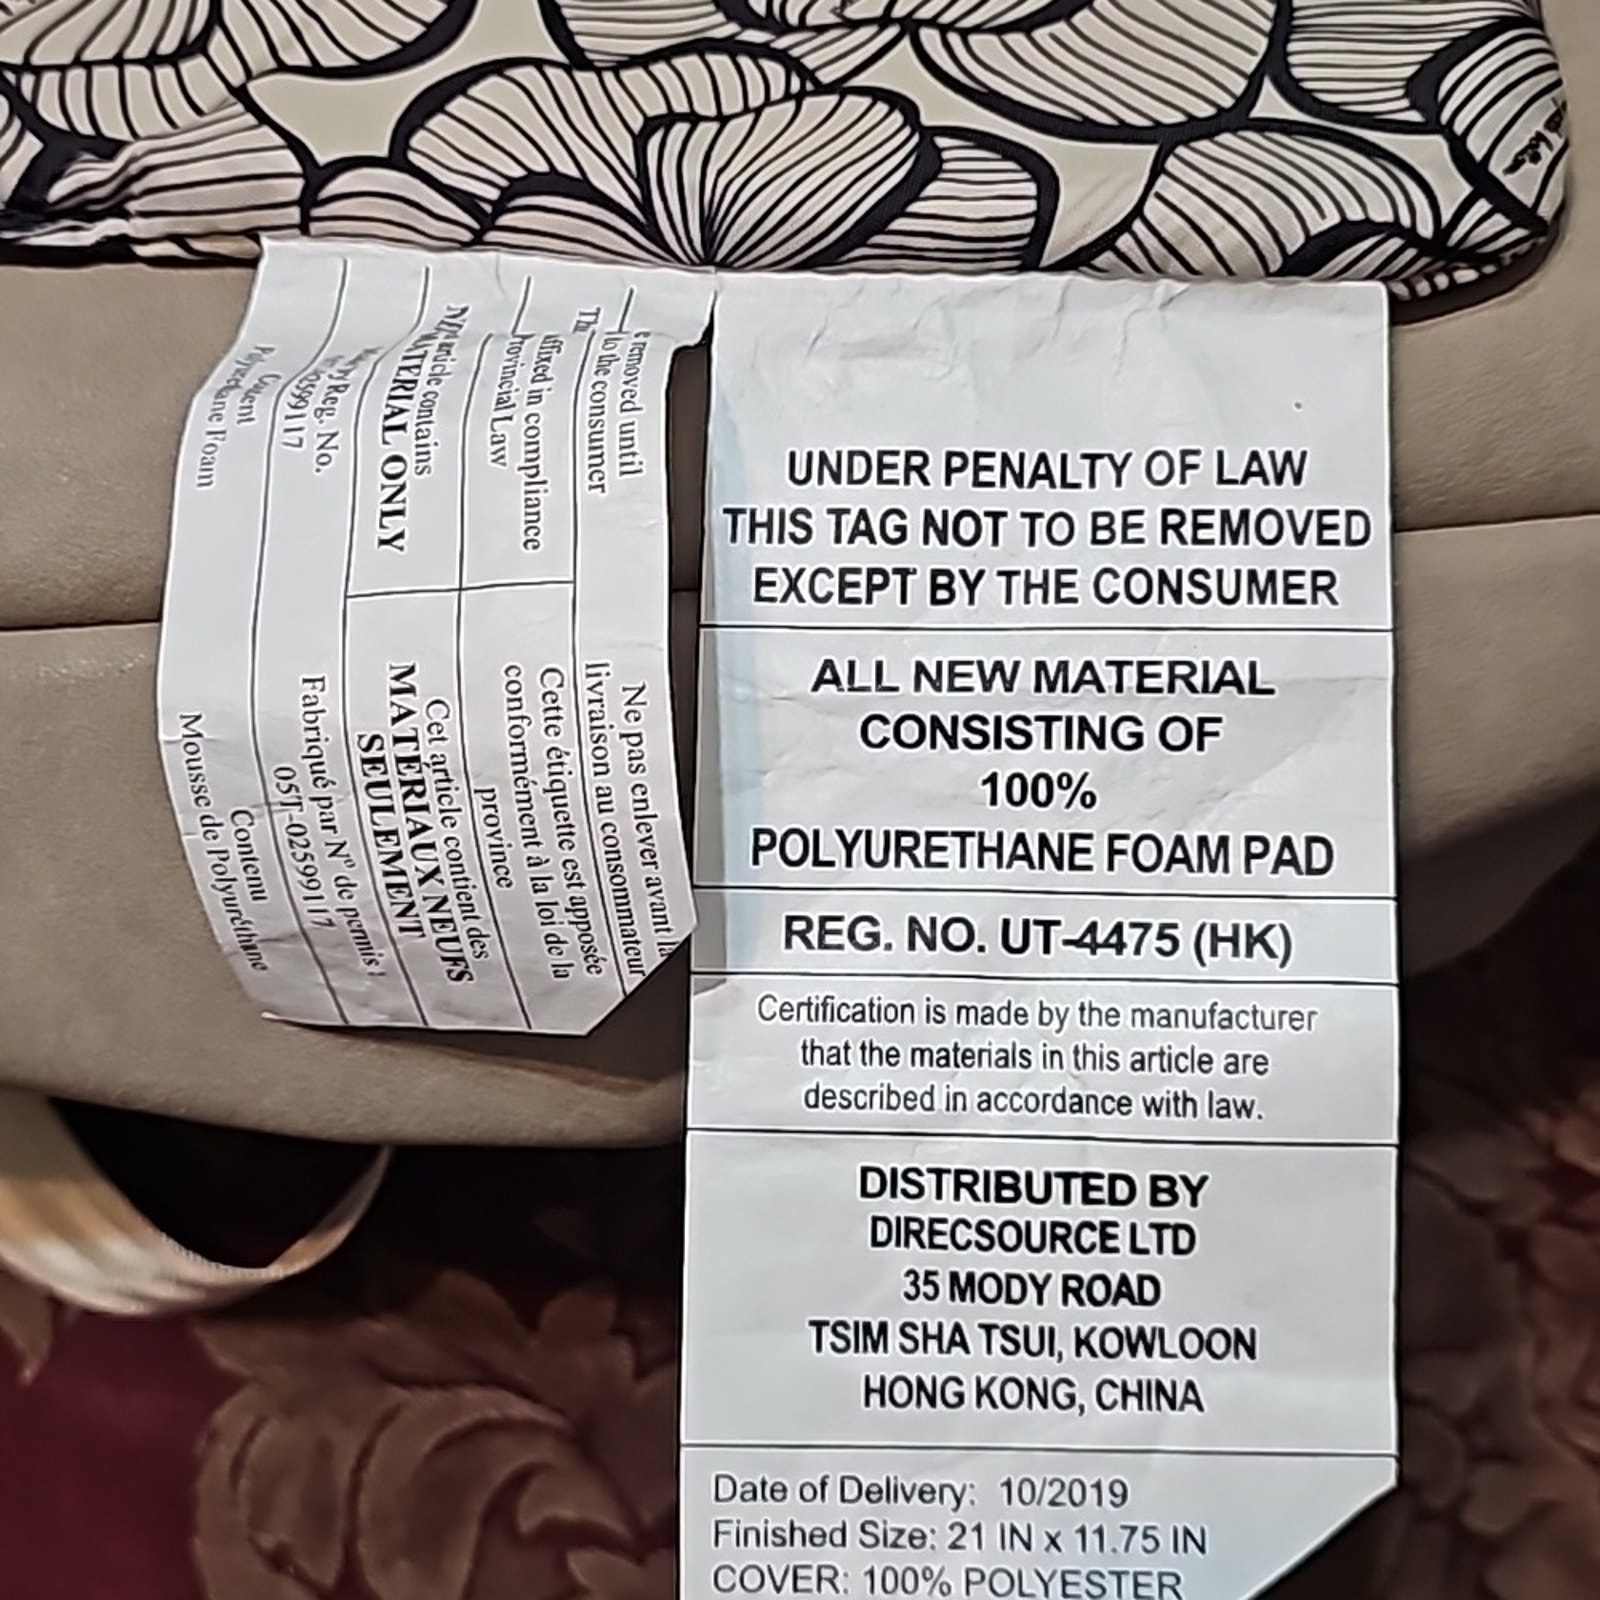 UNDER PENALTY OF LAW
THIS TAG NOT TO BE REMOVED
EXCEPT BY THE CONSUMER
ALL NEW MATERIAL
CONSISTING OF
100%
POLYURETHANE FOAM PAD
REG. NO. UT-4475 (HK)
Certification is made by the manufacturer
that the materials in this article are
described in accordance with law.
DISTRIBUTED BY
DIRECSOURCE LTD
35 MODY ROAD
TSIM SHA TSUI, KOWLOON
HONG KONG, CHINA
Date of Delivery: 10/2019
Finished Size: 21 IN x 11.75 IN
COVER: 100% POLYESTER
removed until
to the consumer
affixed in compliance
Provincial Law
article contains
MATERIAL ONLY
Reg. No.
Content
Polyurethane Foam
Ne pas enlever avant la
livraison au consommateur
Cette étiquette est apposée
conformément à la loi de la
province
Cet article contient des
MATÉRIAUX NEUFS
SEULEMENT
Fabriqué par Nº de permis
05T-02599117
Contenu
Mousse de Polyuréthane